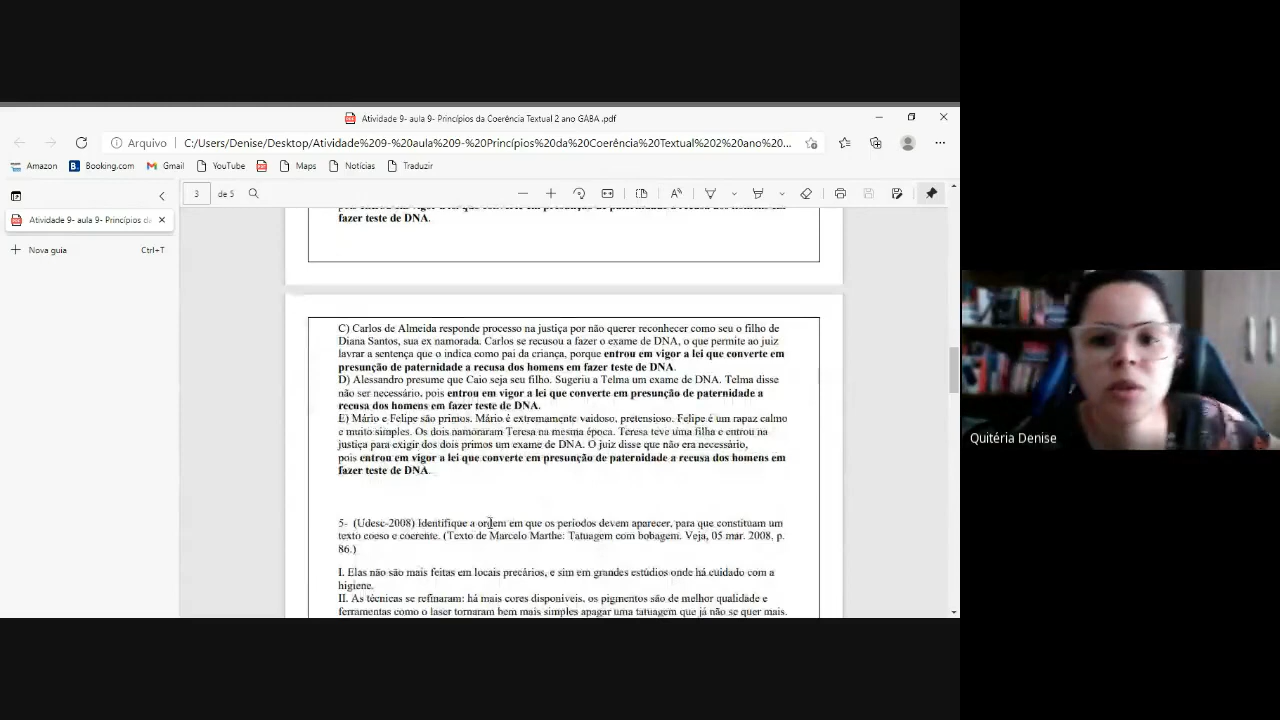 Atividade 9- aula 9- Princípios da Coerência Textual 2 ano GABA .pdf
Arquivo C:/Users/Denise/Desktop/Atividade%209-%20aula%209-%20Princípios%20da%20Coerência%20Textual%202%20ano%20...
Amazon Booking.com Gmail YouTube Maps Notícias Traduzir
3 de 5
Atividade 9- aula 9- Princípios da
Nova guia Ctrl+T
fazer teste de DNA.
C) Carlos de Almeida responde processo na justiça por não querer reconhecer como seu o filho de
Diana Santos, sua ex namorada. Carlos se recusou a fazer o exame de DNA, o que permite ao juiz
lavrar a sentença que o indica como pai da criança, porque entrou em vigor a lei que converte em
presunção de paternidade a recusa dos homens em fazer teste de DNA.
D) Alessandro presume que Caio seja seu filho. Sugeriu a Telma um exame de DNA. Telma disse
não ser necessário, pois entrou em vigor a lei que converte em presunção de paternidade a
recusa dos homens em fazer teste de DNA.
E) Mário e Felipe são primos. Mário é extremamente vaidoso, pretensioso. Felipe é um rapaz calmo
e muito simples. Os dois namoraram Teresa na mesma época. Teresa teve uma filha e entrou na
justiça para exigir dos dois primos um exame de DNA. O juiz disse que não era necessário,
pois entrou em vigor a lei que converte em presunção de paternidade a recusa dos homens em
fazer teste de DNA.
5- (Udesc-2008) Identifique a ordem em que os períodos devem aparecer, para que constituam um
texto coeso e coerente. (Texto de Marcelo Marthe: Tatuagem com bobagem. Veja, 05 mar. 2008, p.
86.)
I. Elas não são mais feitas em locais precários, e sim em grandes estúdios onde há cuidado com a
higiene.
II. As técnicas se refinaram: há mais cores disponíveis, os pigmentos são de melhor qualidade e
ferramentas como o laser tornaram bem mais simples apagar uma tatuagem que já não se quer mais.
Quitéria Denise